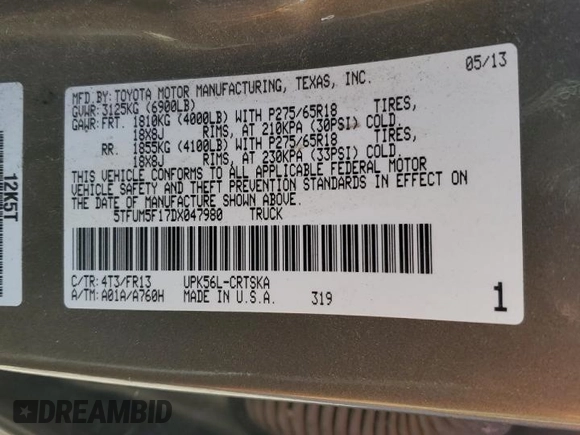 05/13
MFD.BY: TOYOTA MOTOR MANUFACTURING, TEXAS, INC.
GVWR: 3125KG (6900LB)
GAWR: FRT. 1810KG (4000LB) WITH P275/65R18 TIRES,
18X8J RIMS, AT 210KPA (30PSI) COLD.
RR 1855KG (4100LB) WITH P275/65R18 TIRES,
18X8J RIMS, AT 230KPA (33PSI) COLD.
THIS VEHICLE CONFORMS TO ALL APPLICABLE FEDERAL MOTOR
VEHICLE SAFETY AND THEFT PREVENTION STANDARDS IN EFFECT ON
THE DATE OF MANUFACTURE SHOWN ABOVE.
5TFUM5F17DX047980 TRUCK
C/TR: 4T3/FR13 UPK56L-CRTSKA
A/TM: A01A/A760H MADE IN U.S.A. 319
1
12K5T
DREAMBID